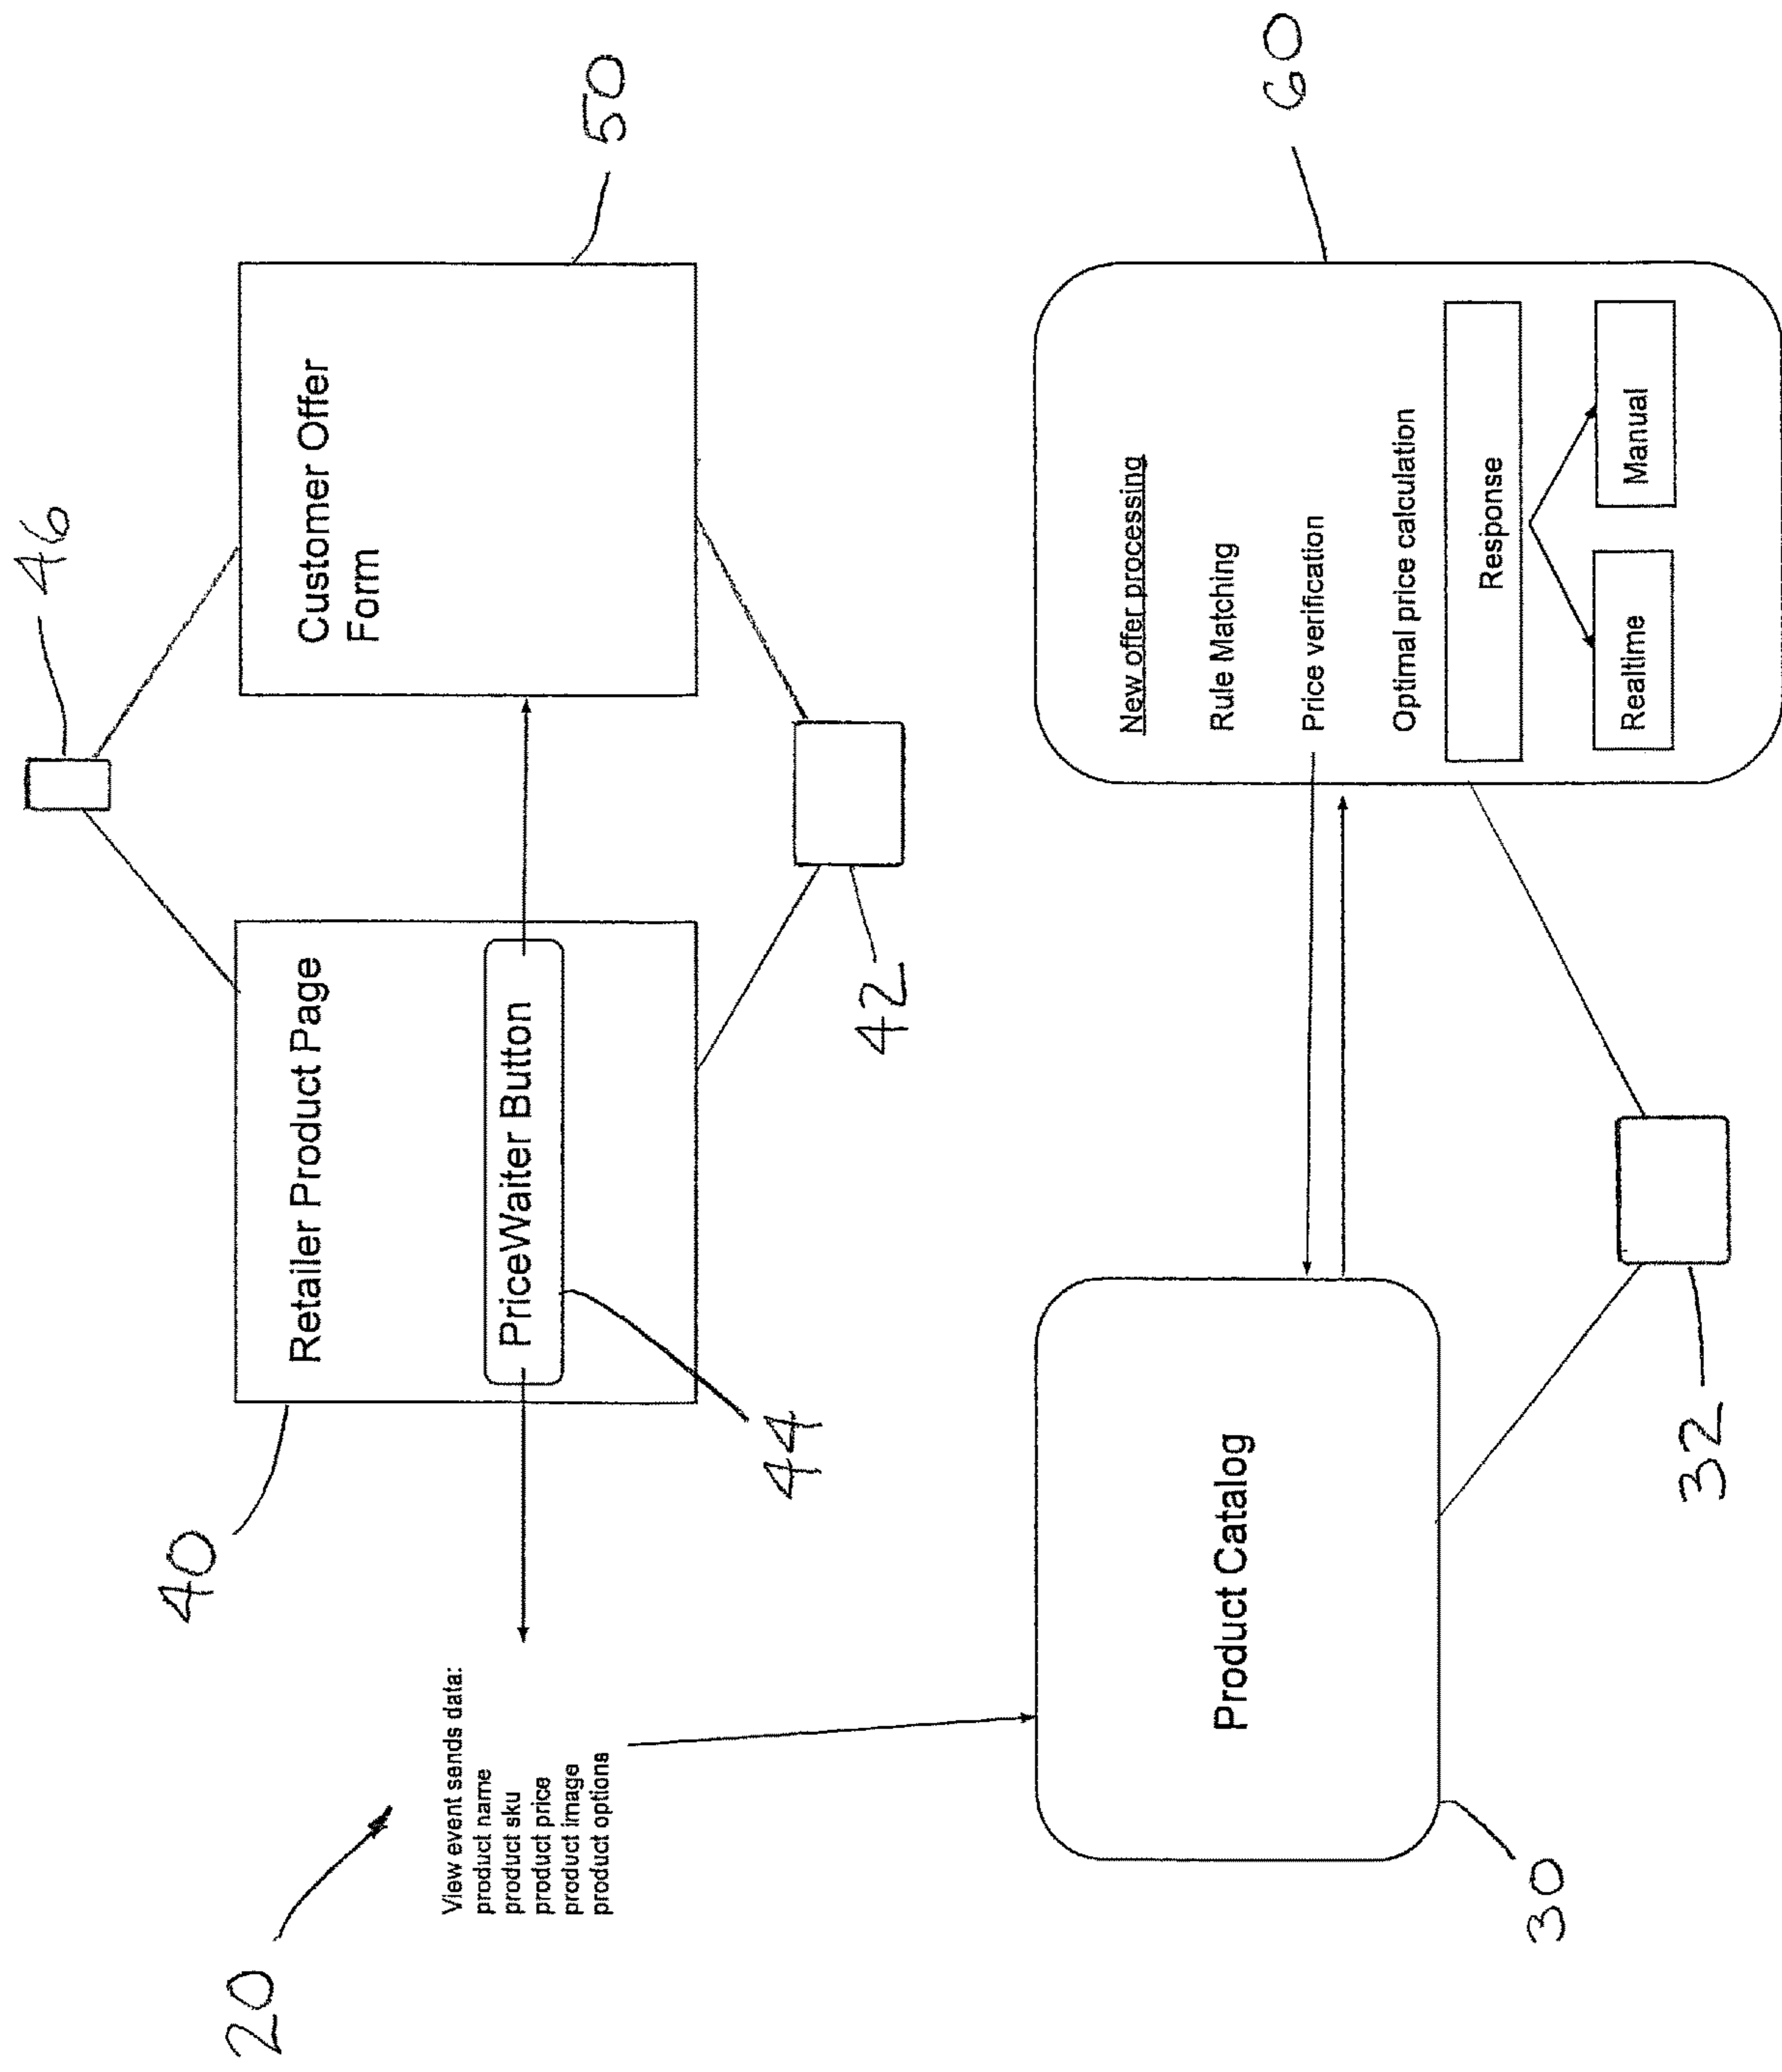 20
View event sends data:
product name
product sku
product price
product image
product options
40
Retailer Product Page
PriceWaiter Button
44
46
42
Customer Offer
Form
50
30
Product Catalog
32
60
New offer processing
Rule Matching
Price verification
Optimal price calculation
Response
Realtime
Manual